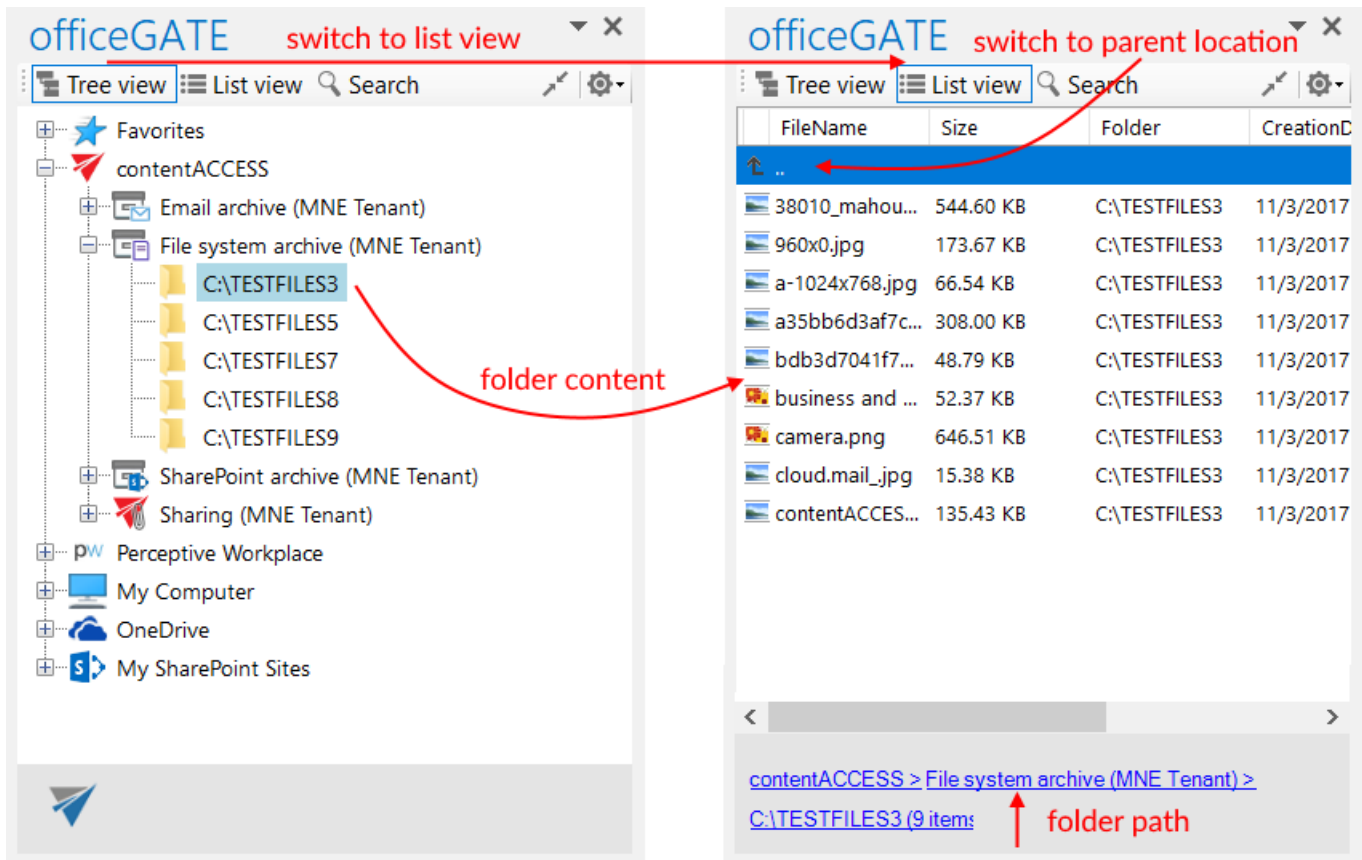 officeGATE
switch to list view
Tree view List view Search
Favorites
contentACCESS
Email archive (MNE Tenant)
File system archive (MNE Tenant)
C:\TESTFILES3
C:\TESTFILES5
C:\TESTFILES7
C:\TESTFILES8
C:\TESTFILES9
SharePoint archive (MNE Tenant)
Sharing (MNE Tenant)
pw Perceptive Workplace
My Computer
OneDrive
S My SharePoint Sites
folder content
officeGATE
switch to parent location
Tree view List view Search
FileName Size Folder CreationD
..
38010_mahou... 544.60 KB C:\TESTFILES3 11/3/2017
960x0.jpg 173.67 KB C:\TESTFILES3 11/3/2017
a-1024x768.jpg 66.54 KB C:\TESTFILES3 11/3/2017
a35bb6d3af7c... 308.00 KB C:\TESTFILES3 11/3/2017
bdb3d7041f7... 48.79 KB C:\TESTFILES3 11/3/2017
business and ... 52.37 KB C:\TESTFILES3 11/3/2017
camera.png 646.51 KB C:\TESTFILES3 11/3/2017
cloud.mail_.jpg 15.38 KB C:\TESTFILES3 11/3/2017
contentACCES... 135.43 KB C:\TESTFILES3 11/3/2017
contentACCESS > File system archive (MNE Tenant) >
C:\TESTFILES3 (9 items
folder path